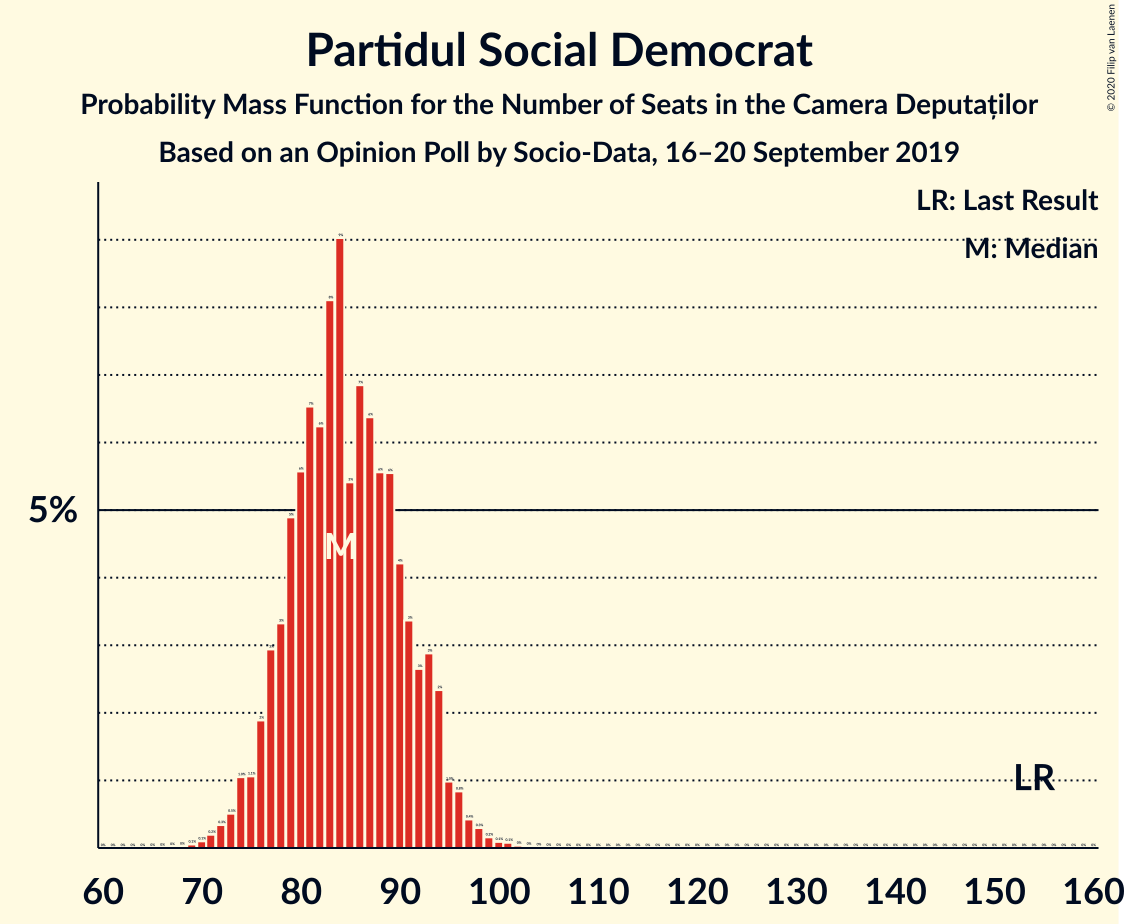 Partidul Social Democrat
Probability Mass Function for the Number of Seats in the Camera Deputaților
Based on an Opinion Poll by Socio-Data, 16–20 September 2019
© 2020 Filip van Laenen
LR: Last Result
M: Median
5%
M
LR
60 70 80 90 100 110 120 130 140 150 160